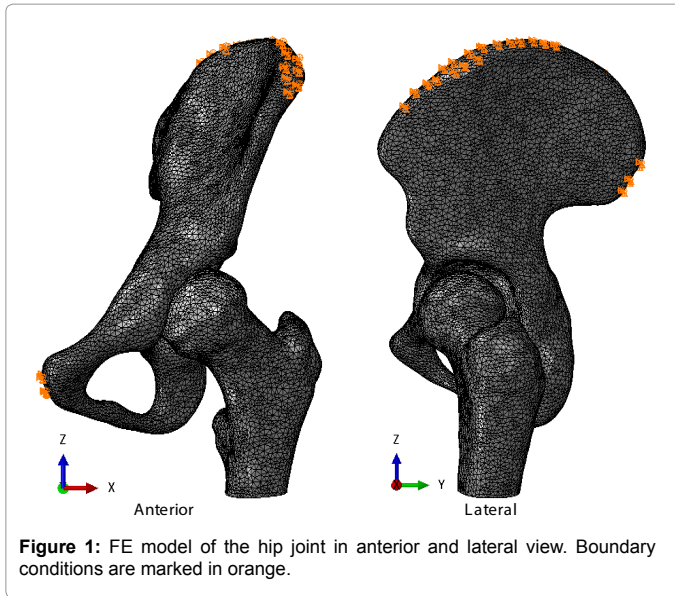 Z
X
Anterior
Z
X
Y
Lateral
Figure 1: FE model of the hip joint in anterior and lateral view. Boundary
conditions are marked in orange.